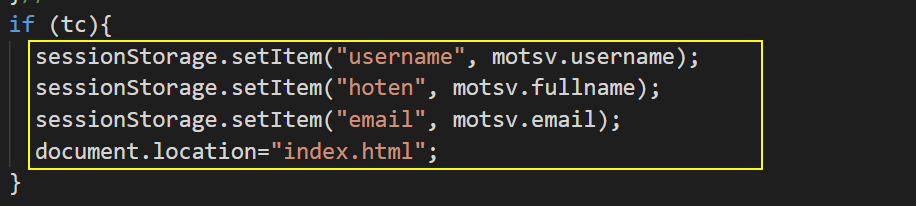 if (tc){
sessionStorage.setItem("username", motsv.username);
sessionStorage.setItem("hoten", motsv.fullname);
sessionStorage.setItem("email", motsv.email);
document.location="index.html";
}